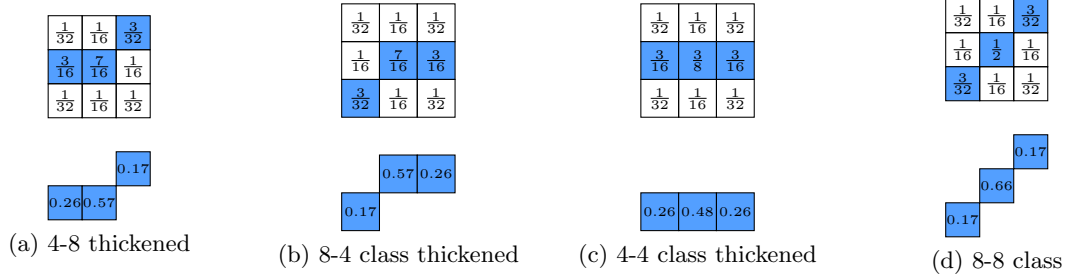 1/32 1/16 3/32
3/16 7/16 1/16
1/32 1/16 1/32
0.17
0.26 0.57
(a) 4-8 thickened
1/32 1/16 1/32
1/16 7/16 3/16
3/32 1/16 1/32
0.57 0.26
0.17
(b) 8-4 class thickened
1/32 1/16 1/32
3/16 3/8 3/16
1/32 1/16 1/32
0.26 0.48 0.26
(c) 4-4 class thickened
1/32 1/16 3/32
1/16 1/2 1/16
3/32 1/16 1/32
0.17
0.66
0.17
(d) 8-8 class